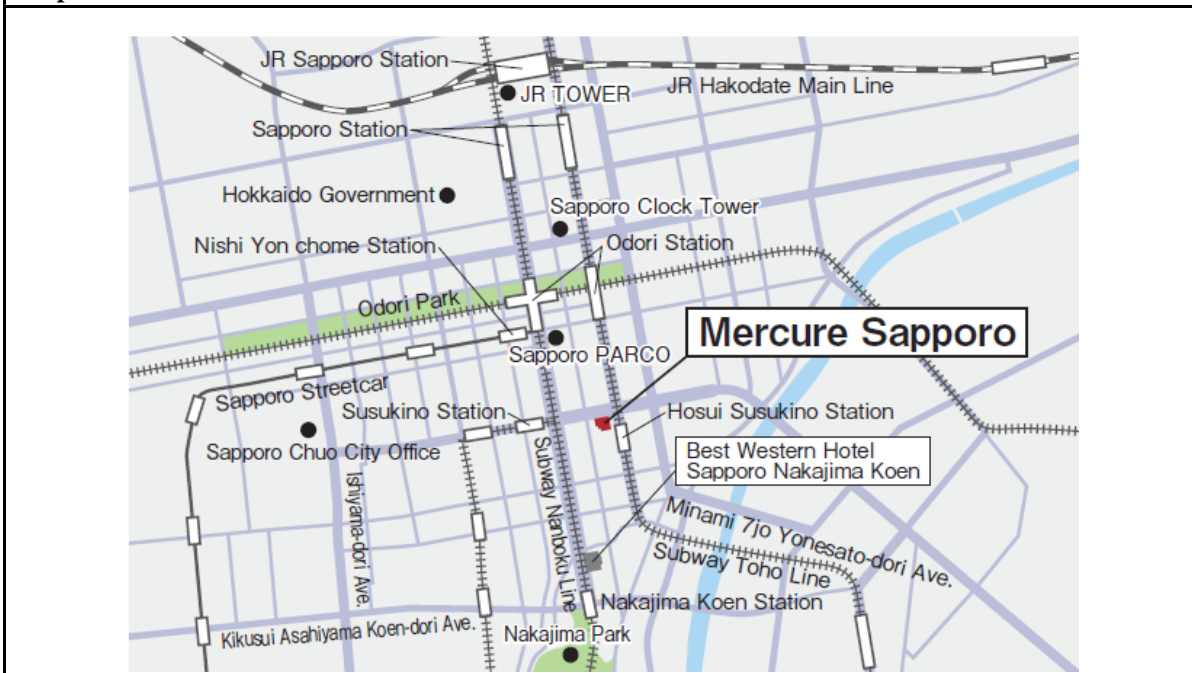 JR Sapporo Station
JR TOWER
JR Hakodate Main Line
Sapporo Station
Hokkaido Government
Sapporo Clock Tower
Nishi Yon chome Station
Odori Station
Odori Park
Mercure Sapporo
Sapporo PARCO
Sapporo Streetcar
Susukino Station
Hosui Susukino Station
Sapporo Chuo City Office
Best Western Hotel
Sapporo Nakajima Koen
Ishiyama-dori Ave.
Subway Nanboku Line
Minami 7jo Yonesato-dori Ave.
Subway Toho Line
Nakajima Koen Station
Kikusui Asahiyama Koen-dori Ave.
Nakajima Park